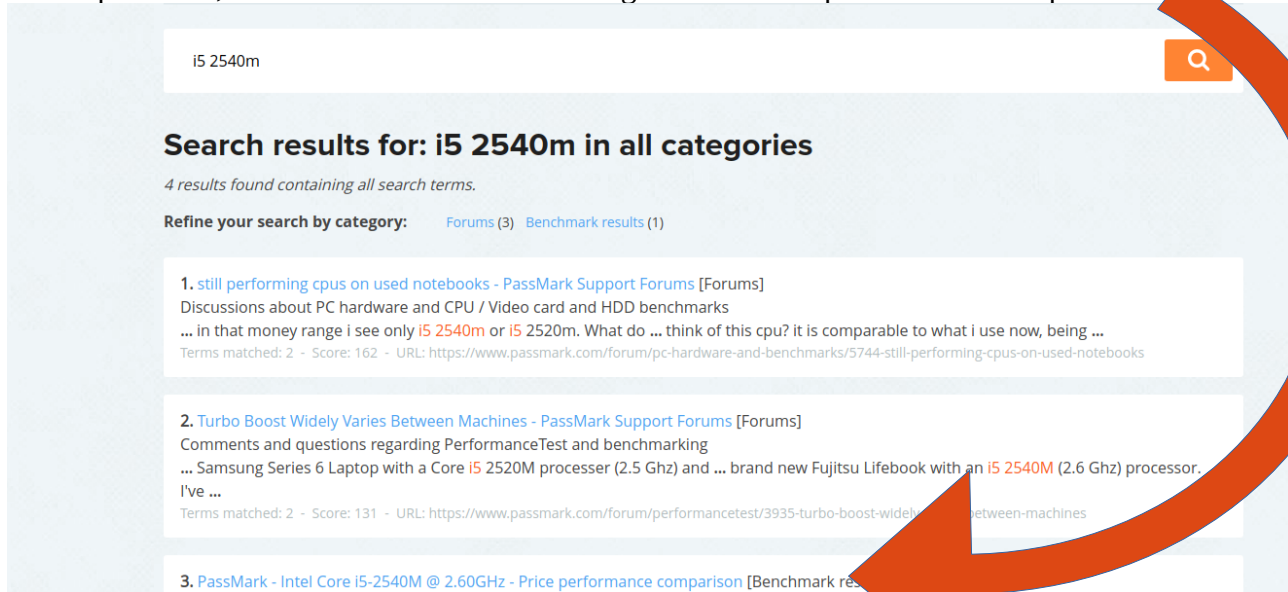 i5 2540m
Search results for: i5 2540m in all categories
4 results found containing all search terms.
Refine your search by category: Forums (3) Benchmark results (1)
1. still performing cpus on used notebooks - PassMark Support Forums [Forums]
Discussions about PC hardware and CPU / Video card and HDD benchmarks
... in that money range i see only i5 2540m or i5 2520m. What do ... think of this cpu? it is comparable to what i use now, being ...
Terms matched: 2 - Score: 162 - URL: https://www.passmark.com/forum/pc-hardware-and-benchmarks/5744-still-performing-cpus-on-used-notebooks
2. Turbo Boost Widely Varies Between Machines - PassMark Support Forums [Forums]
Comments and questions regarding PerformanceTest and benchmarking
... Samsung Series 6 Laptop with a Core i5 2520M processer (2.5 Ghz) and ... brand new Fujitsu Lifebook with an i5 2540M (2.6 Ghz) processor.
I've ...
Terms matched: 2 - Score: 131 - URL: https://www.passmark.com/forum/performancetest/3935-turbo-boost-widely etween-machines
3. PassMark - Intel Core i5-2540M @ 2.60GHz - Price performance comparison [Benchmark